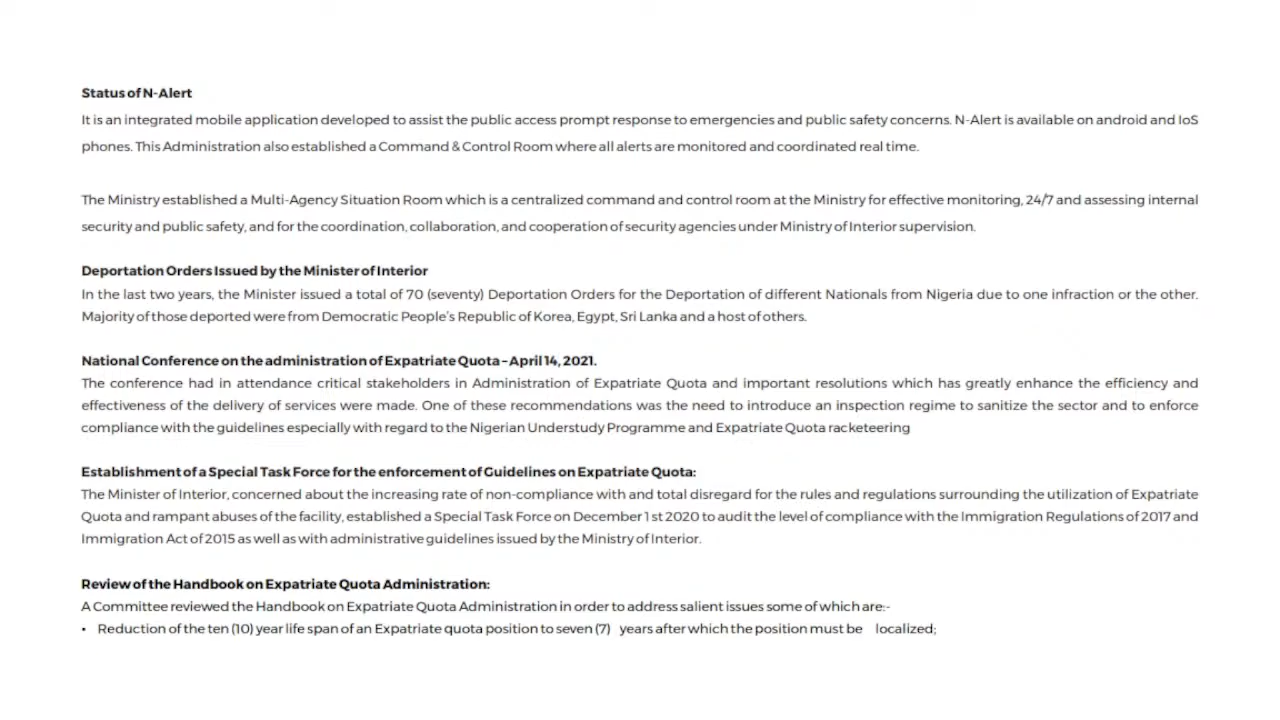 Status of N-Alert
It is an integrated mobile application developed to assist the public access prompt response to emergencies and public safety concerns. N-Alert is available on android and IoS
phones. This Administration also established a Command & Control Room where all alerts are monitored and coordinated real time.
The Ministry established a Multi-Agency Situation Room which is a centralized command and control room at the Ministry for effective monitoring, 24/7 and assessing internal
security and public safety, and for the coordination, collaboration, and cooperation of security agencies under Ministry of Interior supervision.
Deportation Orders Issued by the Minister of Interior
In the last two years, the Minister issued a total of 70 (seventy) Deportation Orders for the Deportation of different Nationals from Nigeria due to one infraction or the other.
Majority of those deported were from Democratic People's Republic of Korea, Egypt, Sri Lanka and a host of others.
National Conference on the administration of Expatriate Quota – April 14, 2021.
The conference had in attendance critical stakeholders in Administration of Expatriate Quota and important resolutions which has greatly enhance the efficiency and
effectiveness of the delivery of services were made. One of these recommendations was the need to introduce an inspection regime to sanitize the sector and to enforce
compliance with the guidelines especially with regard to the Nigerian Understudy Programme and Expatriate Quota racketeering
Establishment of a Special Task Force for the enforcement of Guidelines on Expatriate Quota:
The Minister of Interior, concerned about the increasing rate of non-compliance with and total disregard for the rules and regulations surrounding the utilization of Expatriate
Quota and rampant abuses of the facility, established a Special Task Force on December 1 st 2020 to audit the level of compliance with the Immigration Regulations of 2017 and
Immigration Act of 2015 as well as with administrative guidelines issued by the Ministry of Interior.
Review of the Handbook on Expatriate Quota Administration:
A Committee reviewed the Handbook on Expatriate Quota Administration in order to address salient issues some of which are:-
• Reduction of the ten (10) year life span of an Expatriate quota position to seven (7) years after which the position must be localized;